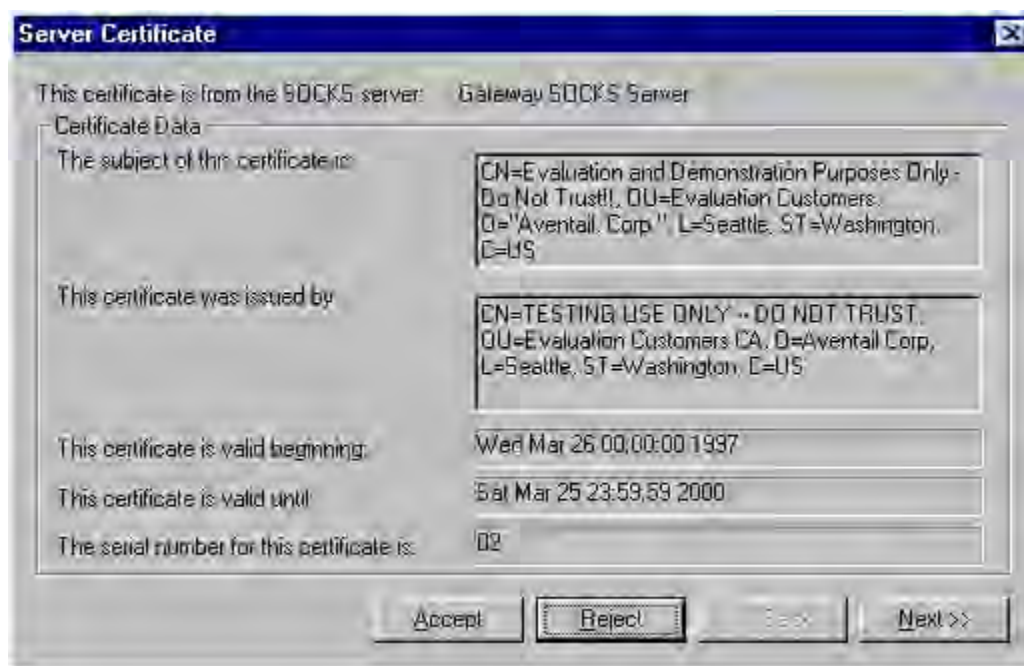 Server Certificate
This certificate is from the SOCKS server: Gateway SOCKS Server
Certificate Data
The subject of this certificate is:
CN=Evaluation and Demonstration Purposes Only -
Do Not Trust!!, OU=Evaluation Customers,
O="Aventail, Corp.", L=Seattle, ST=Washington,
C=US
This certificate was issued by
CN=TESTING USE ONLY -- DO NOT TRUST,
OU=Evaluation Customers CA, O=Aventail Corp,
L=Seattle, ST=Washington, C=US
This certificate is valid beginning: Wed Mar 26 00:00:00 1997
This certificate is valid until Sat Mar 25 23:59:59 2000
The serial number for this certificate is: 02
Accept Reject Next >>